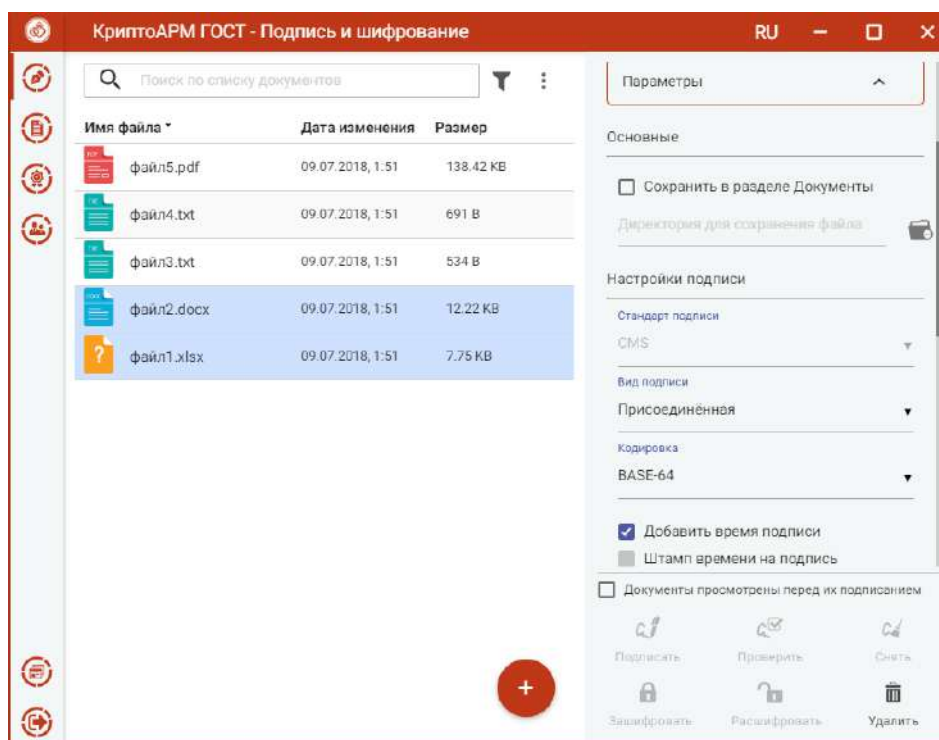 КриптоАРМ ГОСТ - Подпись и шифрование RU
Поиск по списку документов
Имя файла Дата изменения Размер
файл5.pdf 09.07.2018, 1:51 138.42 KB
файл4.txt 09.07.2018, 1:51 691 B
файл3.txt 09.07.2018, 1:51 534 B
файл2.docx 09.07.2018, 1:51 12.22 KB
файл1.xlsx 09.07.2018, 1:51 7.75 KB
Параметры
Основные
Сохранить в разделе Документы
Директория для сохранения файла
Настройки подписи
Стандарт подписи
CMS
Вид подписи
Присоединённая
Кодировка
BASE-64
Добавить время подписи
Штамп времени на подпись
Документы просмотрены перед их подписанием
Подписать Проверить Снять
Зашифровать Расшифровать Удалить